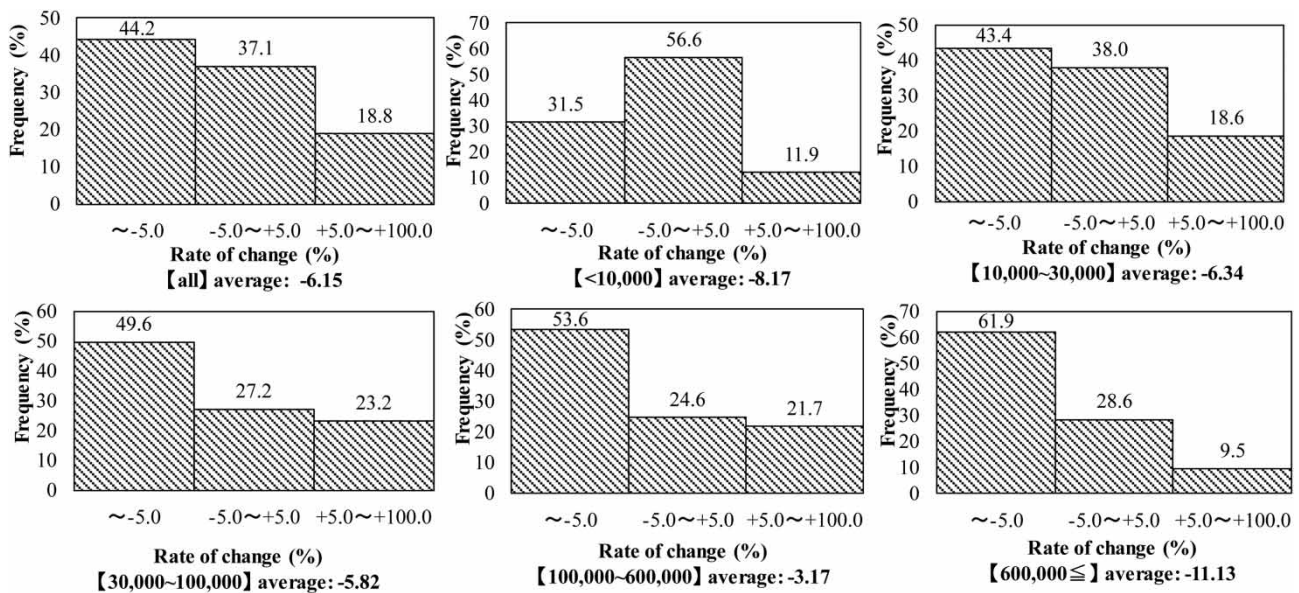 Frequency (%)
50
40
30
20
10
0
44.2
37.1
18.8
～-5.0 -5.0～+5.0 +5.0～+100.0
Rate of change (%)
【all】average: -6.15
Frequency (%)
70
60
50
40
30
20
10
0
31.5
56.6
11.9
～-5.0 -5.0～+5.0 +5.0～+100.0
Rate of change (%)
【<10,000】average: -8.17
Frequency (%)
50
40
30
20
10
0
43.4
38.0
18.6
～-5.0 -5.0～+5.0 +5.0～+100.0
Rate of change (%)
【10,000~30,000】average: -6.34
Frequency (%)
60
50
40
30
20
10
0
49.6
27.2
23.2
～-5.0 -5.0～+5.0 +5.0～+100.0
Rate of change (%)
【30,000~100,000】average: -5.82
Frequency (%)
60
50
40
30
20
10
0
53.6
24.6
21.7
～-5.0 -5.0～+5.0 +5.0～+100.0
Rate of change (%)
【100,000~600,000】average: -3.17
Frequency (%)
70
60
50
40
30
20
10
0
61.9
28.6
9.5
～-5.0 -5.0～+5.0 +5.0～+100.0
Rate of change (%)
【600,000≦】average: -11.13